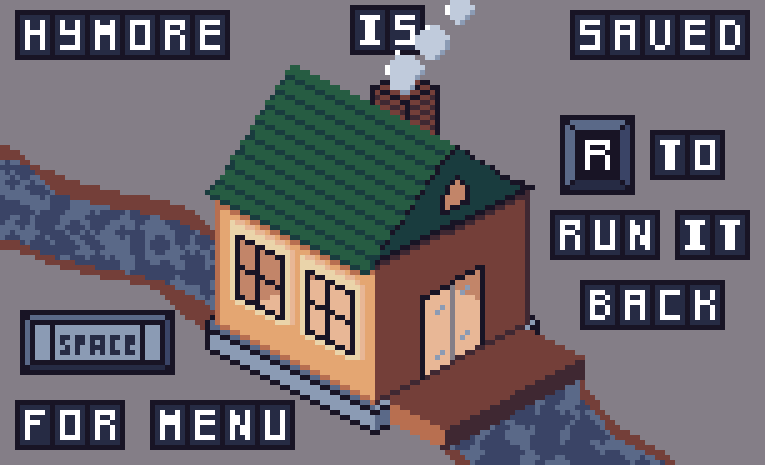 HYMORE IS SAVED
R TO
RUN IT
BACK
SPACE
FOR MENU